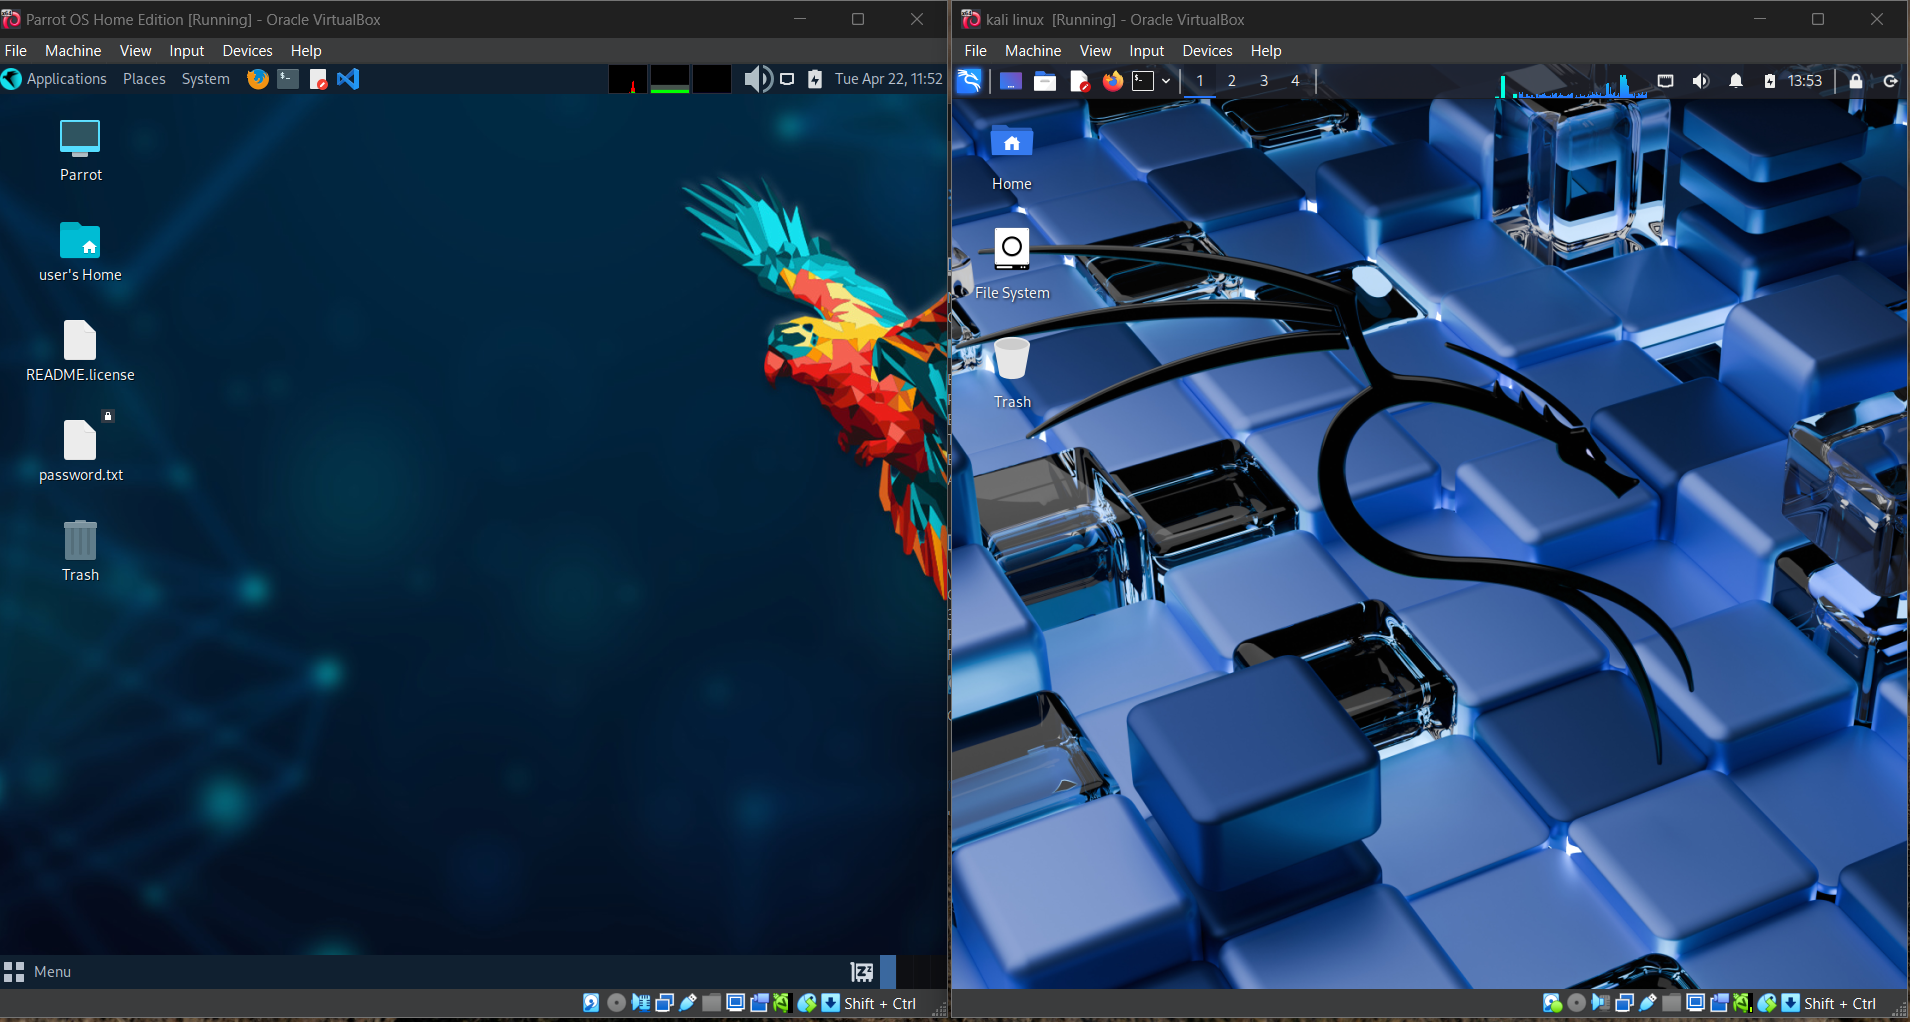 Parrot OS Home Edition [Running] - Oracle VirtualBox
File Machine View Input Devices Help
Applications Places System Tue Apr 22, 11:52
Parrot
user's Home
README.license
password.txt
Trash
Menu
Shift + Ctrl
kali linux [Running] - Oracle VirtualBox
File Machine View Input Devices Help
1 2 3 4 13:53
Home
File System
Trash
Shift + Ctrl